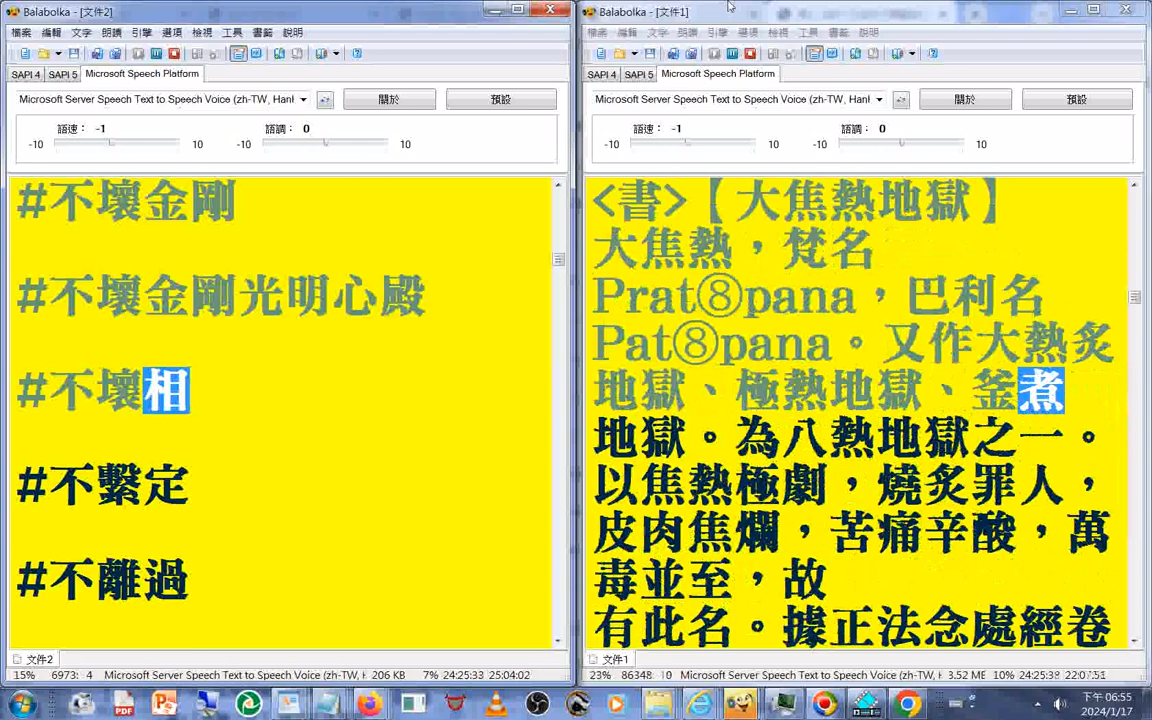 Balabolka - [文件2]
檔案 編輯 文字 朗讀 引擎 選項 檢視 工具 書籤 說明
SAPI 4 SAPI 5 Microsoft Speech Platform
Microsoft Server Speech Text to Speech Voice (zh-TW, Hanl 關於 預設
語速： -1 語調： 0
-10 10 -10 10
#不壞金剛
#不壞金剛光明心殿
#不壞相
#不繫定
#不離過
文件2
15% 6973: 4 Microsoft Server Speech Text to Speech Voice (zh-TW, H 206 KB 7% 24:25:33 25:04:02
Balabolka - [文件1]
檔案 編輯 文字 朗讀 引擎 選項 檢視 工具 書籤 說明
SAPI 4 SAPI 5 Microsoft Speech Platform
Microsoft Server Speech Text to Speech Voice (zh-TW, Hanl 關於 預設
語速： -1 語調： 0
-10 10 -10 10
<書>【大焦熱地獄】
大焦熱，梵名
Prat⑧pana，巴利名
Pat⑧pana。又作大熱炙
地獄、極熱地獄、釜煮
地獄。為八熱地獄之一。
以焦熱極劇，燒炙罪人，
皮肉焦爛，苦痛辛酸，萬
毒並至，故
有此名。據正法念處經卷
文件1
23% Microsoft Server Speech Text to Speech Voice (zh-TW, H 3.52 MB 10% 24:25:38
PDF
下午 06:55
2024/1/17